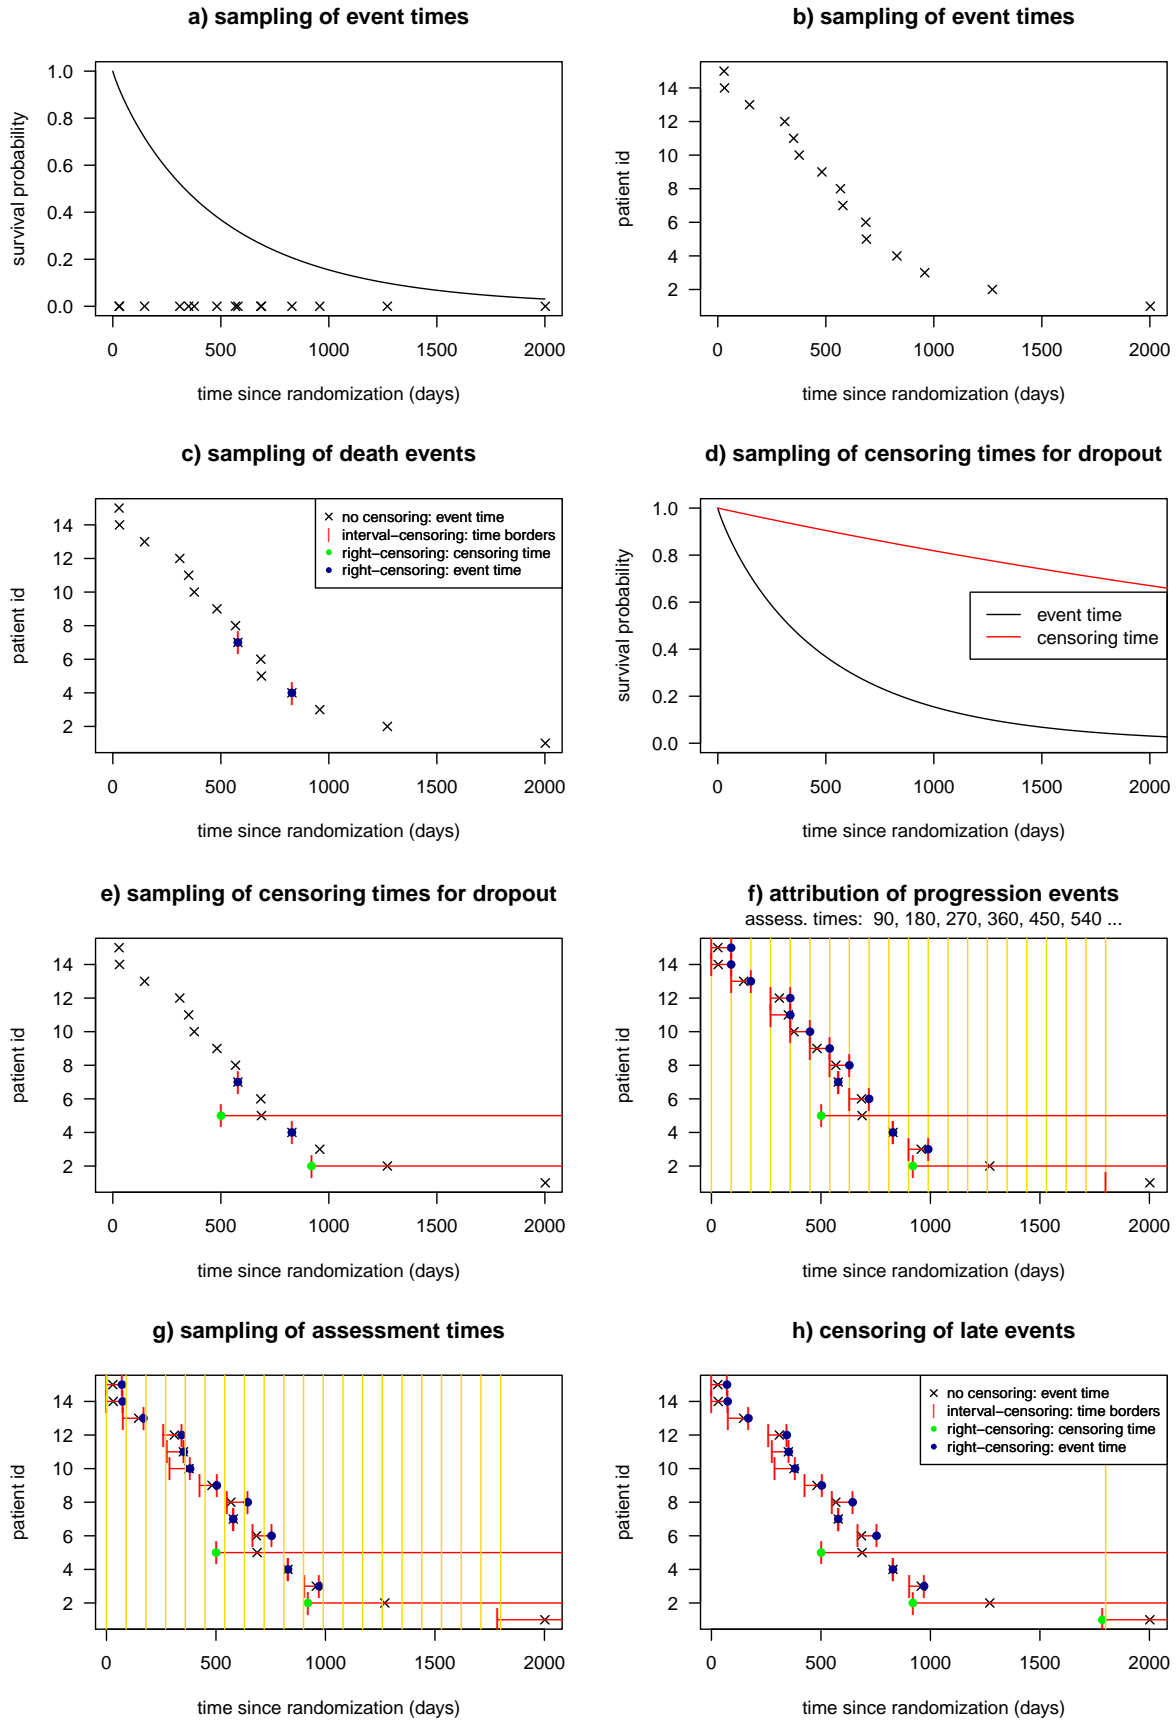 a) sampling of event times
survival probability
1.0
0.8
0.6
0.4
0.2
0.0
0 500 1000 1500 2000
time since randomization (days)
b) sampling of event times
patient id
14
12
10
8
6
4
2
0 500 1000 1500 2000
time since randomization (days)
c) sampling of death events
patient id
14
12
10
8
6
4
2
no censoring: event time
interval−censoring: time borders
right−censoring: censoring time
right−censoring: event time
0 500 1000 1500 2000
time since randomization (days)
d) sampling of censoring times for dropout
survival probability
1.0
0.8
0.6
0.4
0.2
0.0
event time
censoring time
0 500 1000 1500 2000
time since randomization (days)
e) sampling of censoring times for dropout
patient id
14
12
10
8
6
4
2
0 500 1000 1500 2000
time since randomization (days)
f) attribution of progression events
assess. times: 90, 180, 270, 360, 450, 540 ...
patient id
14
12
10
8
6
4
2
0 500 1000 1500 2000
time since randomization (days)
g) sampling of assessment times
patient id
14
12
10
8
6
4
2
0 500 1000 1500 2000
time since randomization (days)
h) censoring of late events
patient id
14
12
10
8
6
4
2
no censoring: event time
interval−censoring: time borders
right−censoring: censoring time
right−censoring: event time
0 500 1000 1500 2000
time since randomization (days)